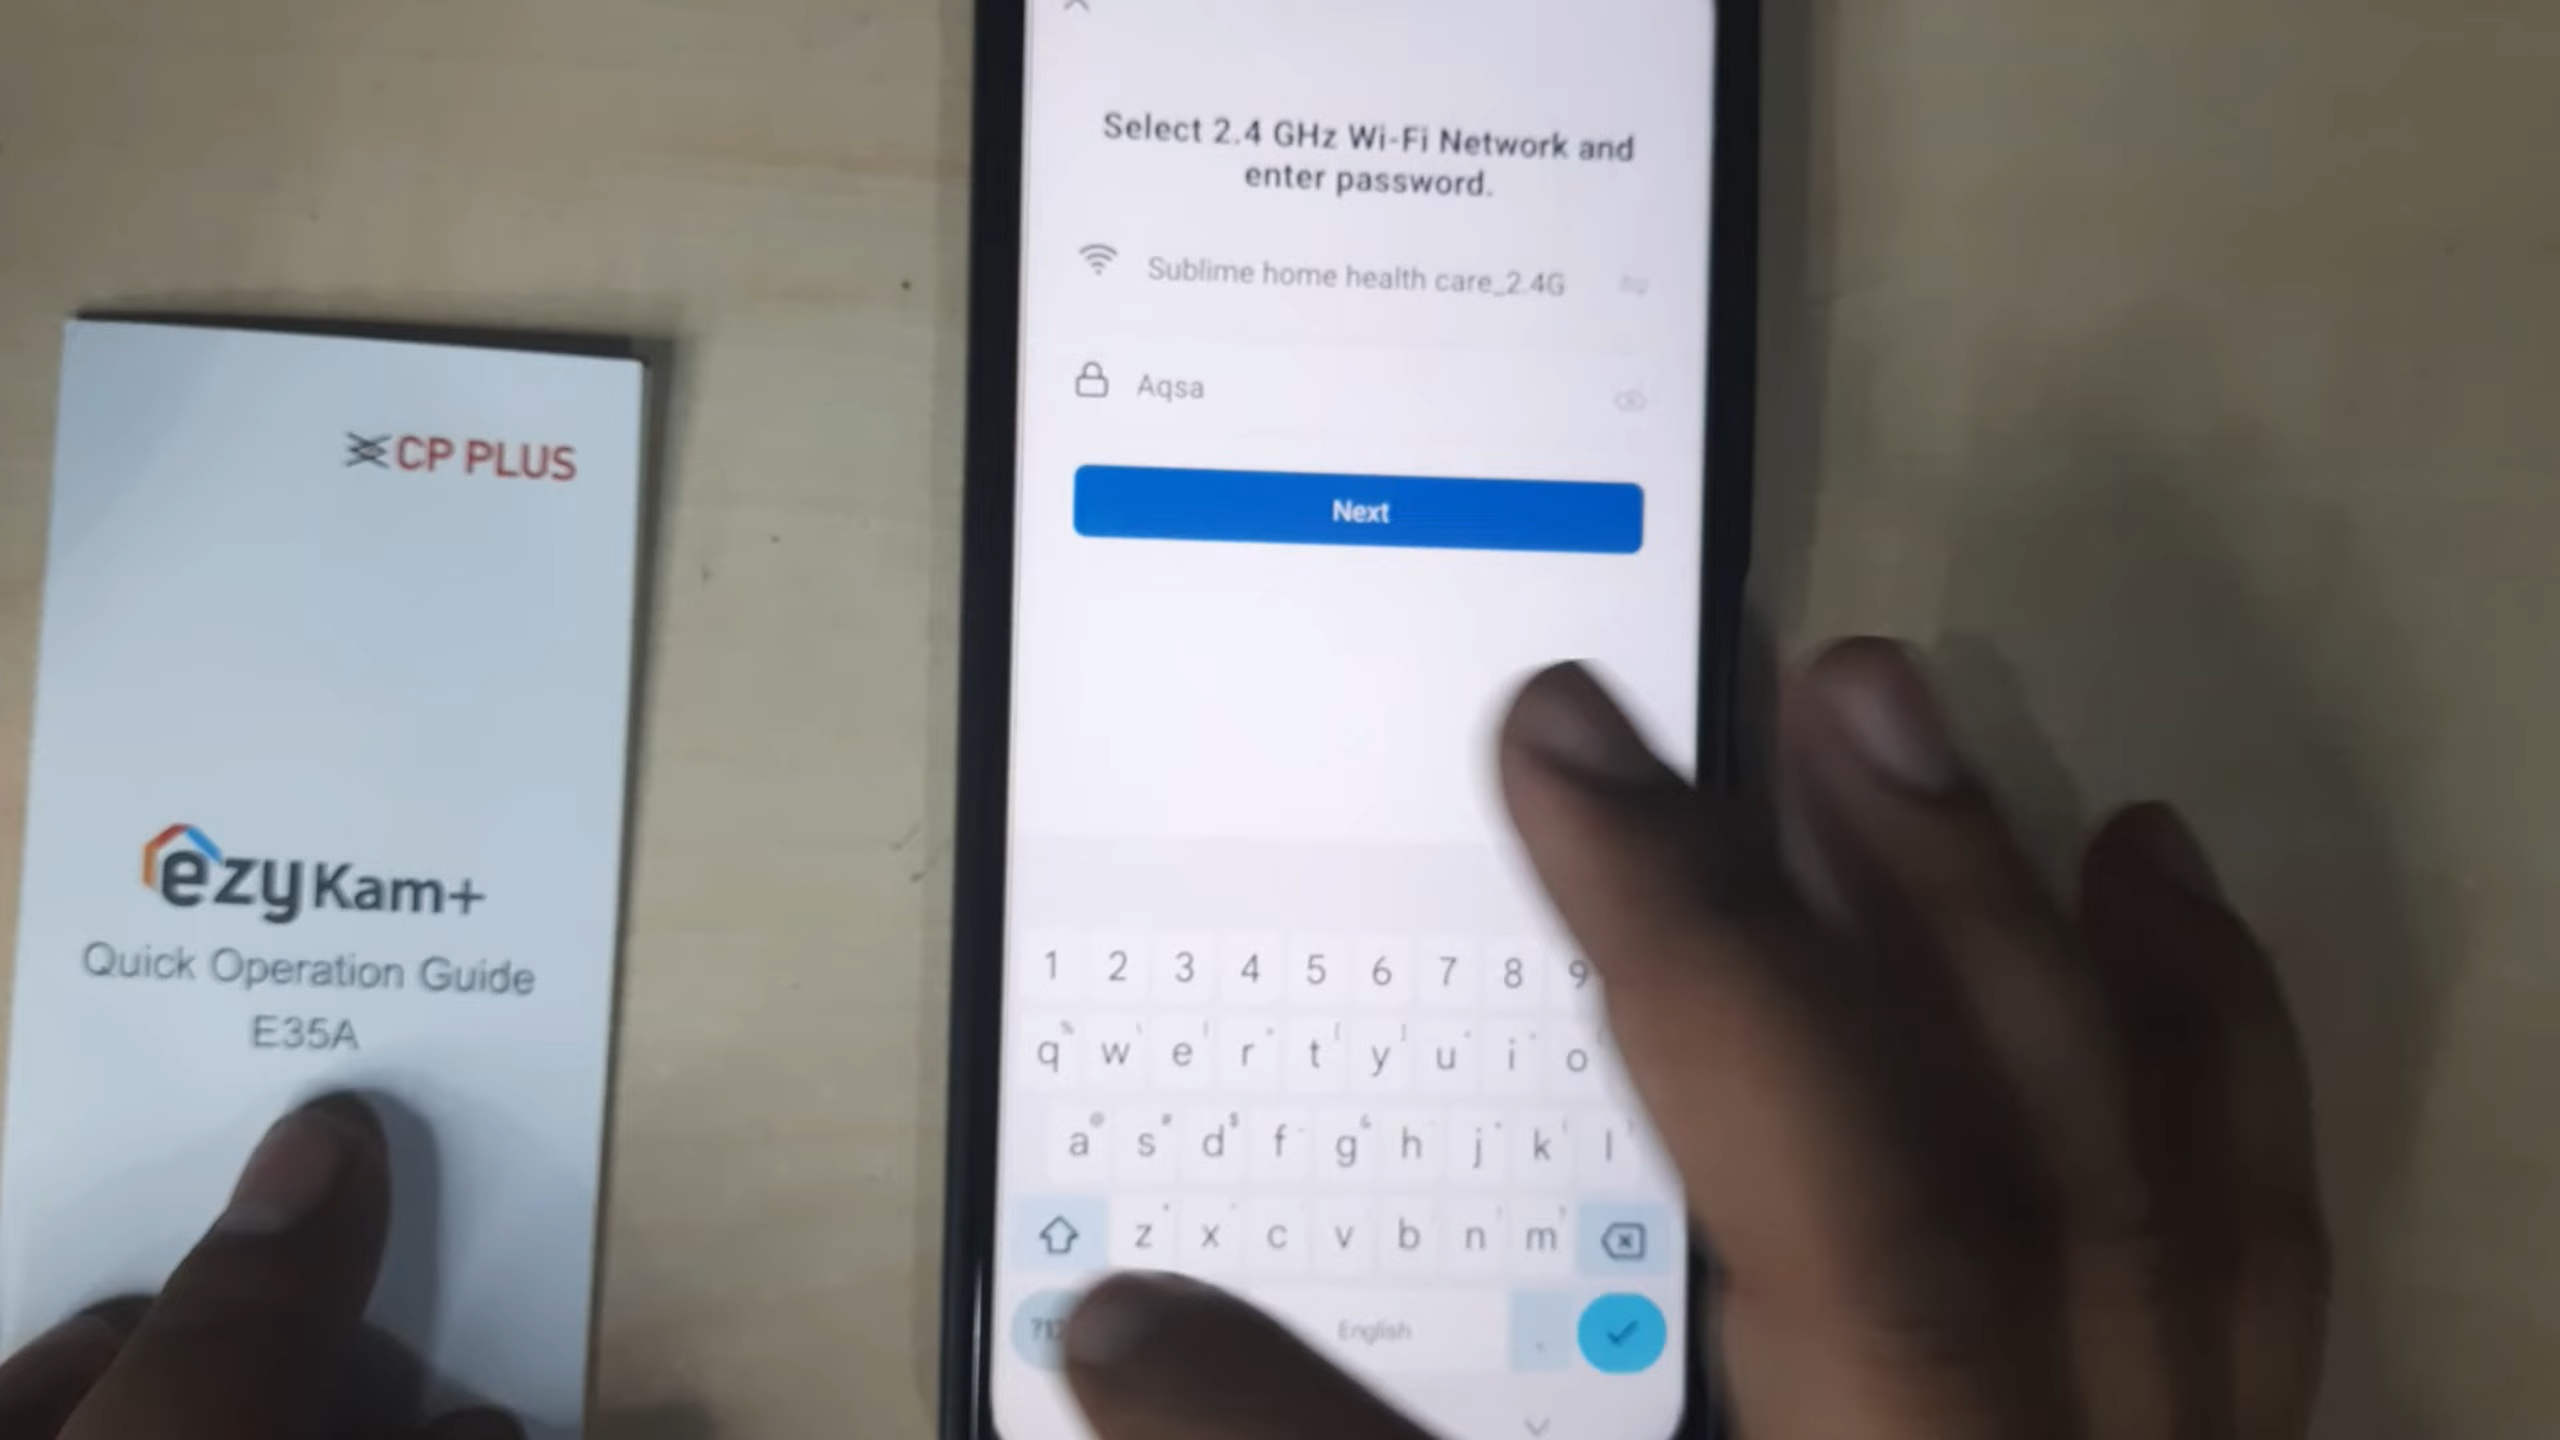 Select 2.4 GHz Wi-Fi Network and
enter password.
Sublime home health care_2.4G
Aqsa
Next
1 2 3 4 5 6 7 8 9
q w e r t y u i o
a s d f g h j k l
z x c v b n m
English
CP PLUS
ezykam+
Quick Operation Guide
E35A